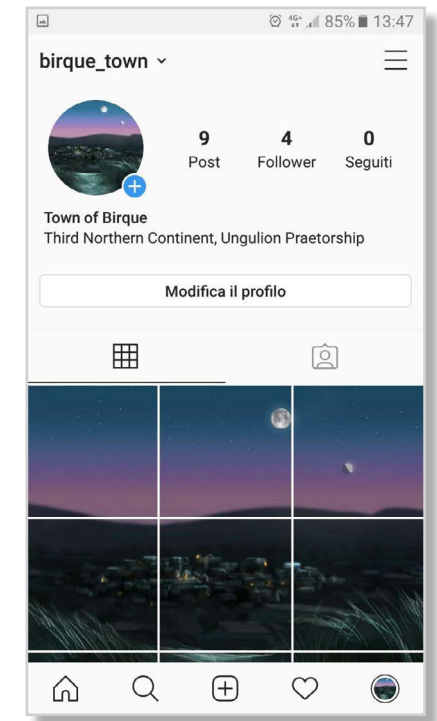 4G+ 85% 13:47
birque_town
9 4 0
Post Follower Seguiti
Town of Birque
Third Northern Continent, Ungulion Praetorship
Modifica il profilo